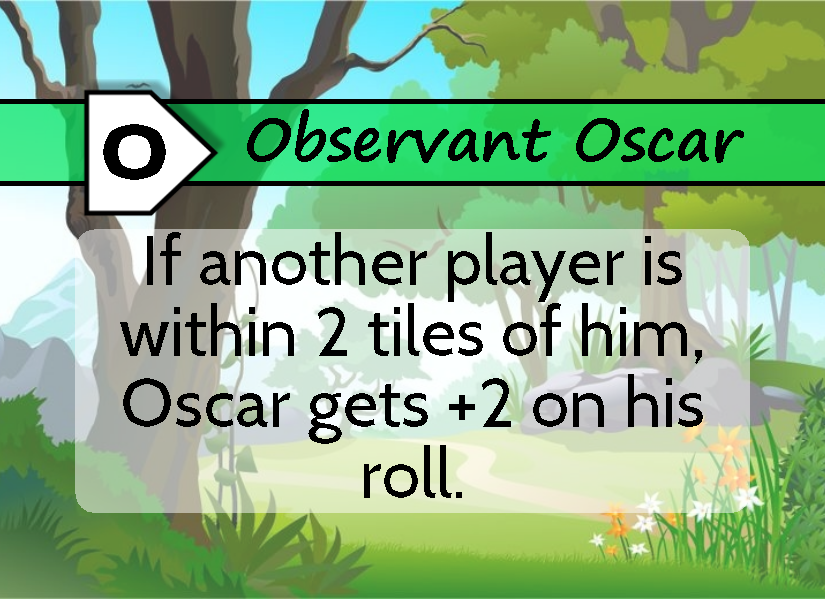 O
Observant Oscar
If another player is
within 2 tiles of him,
Oscar gets +2 on his
roll.